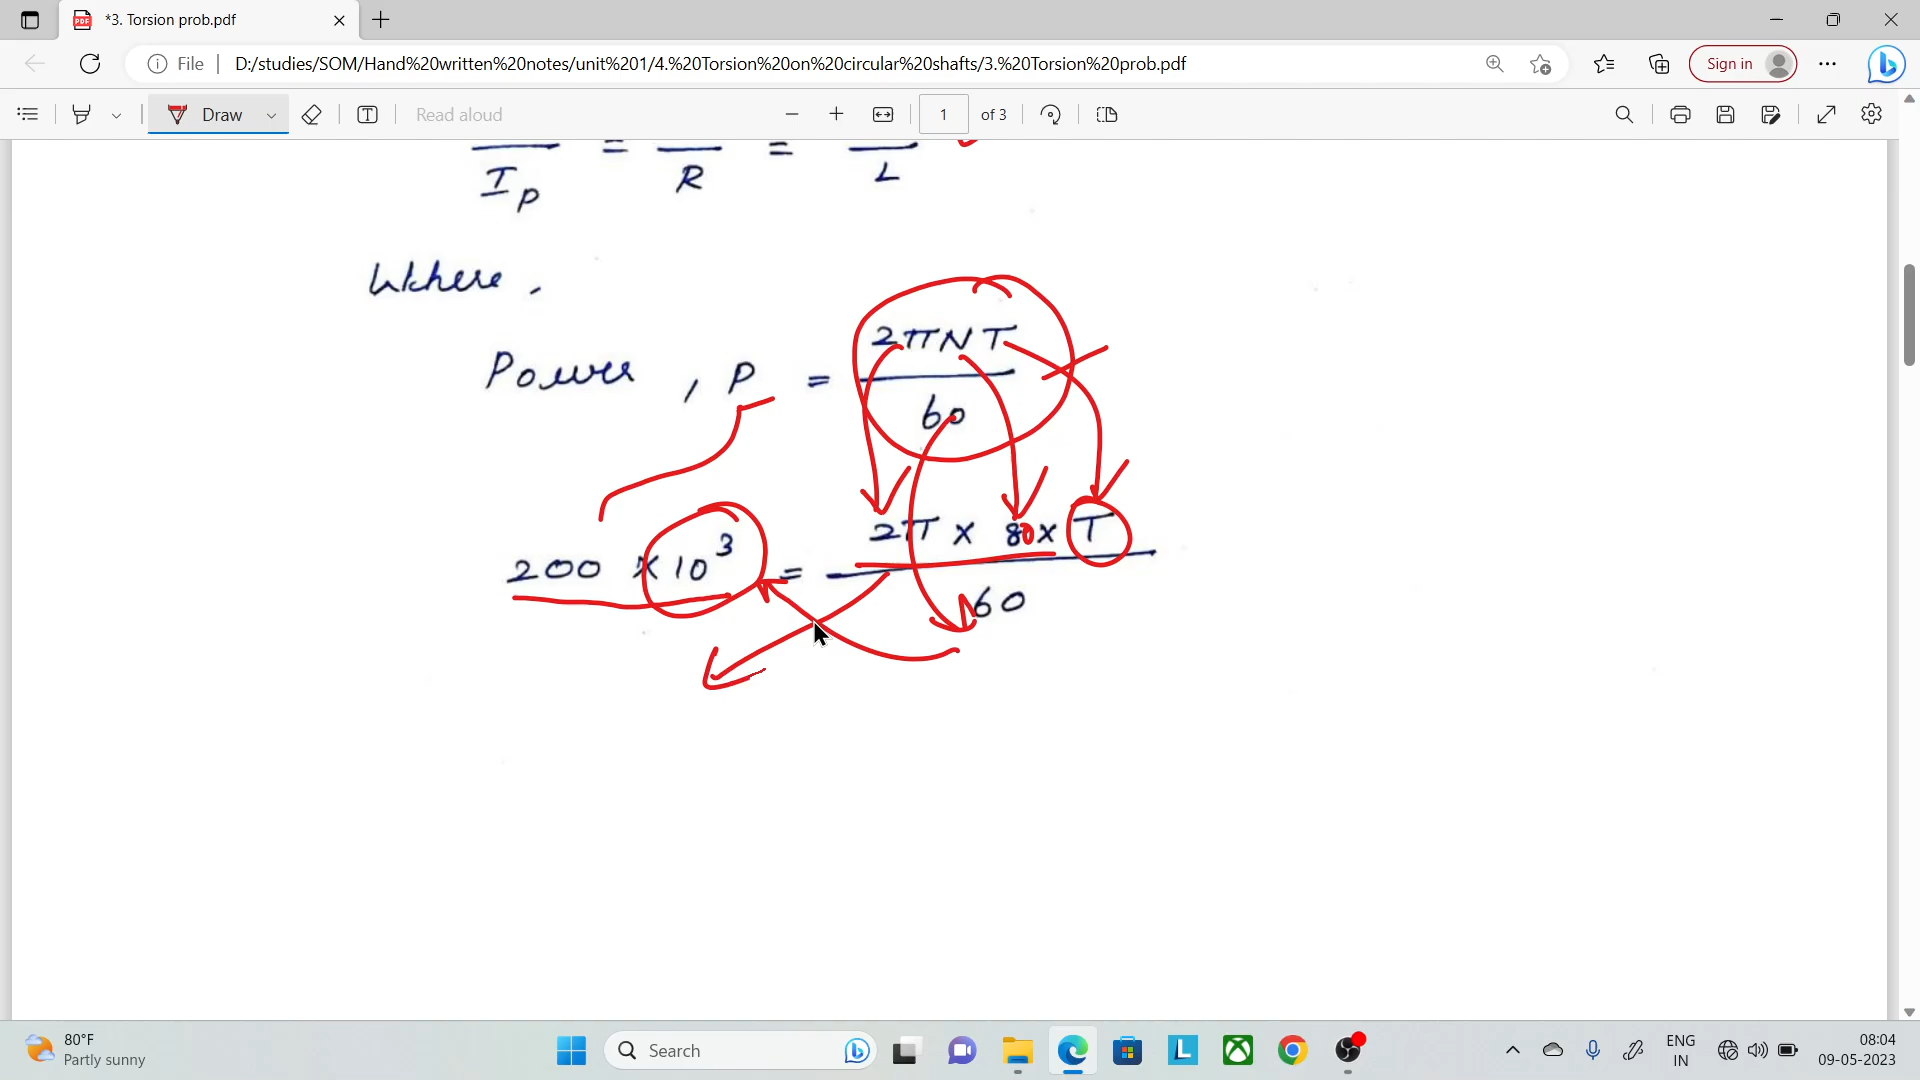 *3. Torsion prob.pdf
File | D:/studies/SOM/Hand%20written%20notes/unit%201/4.%20Torsion%20on%20circular%20shafts/3.%20Torsion%20prob.pdf
Sign in
Draw
Read aloud
1 of 3
Ip = R = L
Where,
Power, P = 2πNT
60
200 × 10³ = 2π × 80 × T
60
80°F
Partly sunny
Search
ENG
IN
08:04
09-05-2023